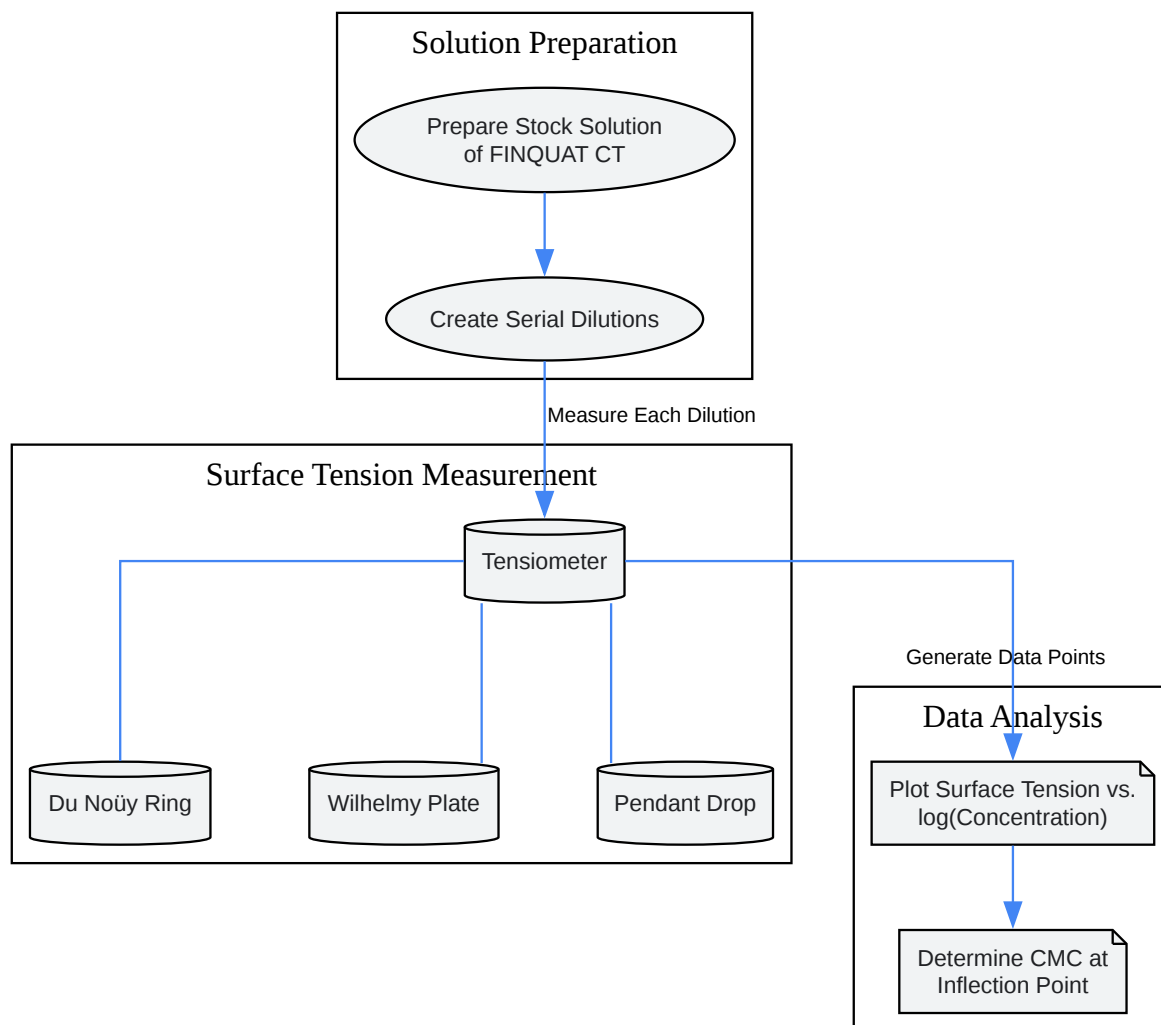 Solution Preparation
Prepare Stock Solution
of FINQUAT CT
Create Serial Dilutions
Measure Each Dilution
Surface Tension Measurement
Tensiometer
Du Noüy Ring
Wilhelmy Plate
Pendant Drop
Generate Data Points
Data Analysis
Plot Surface Tension vs.
log(Concentration)
Determine CMC at
Inflection Point